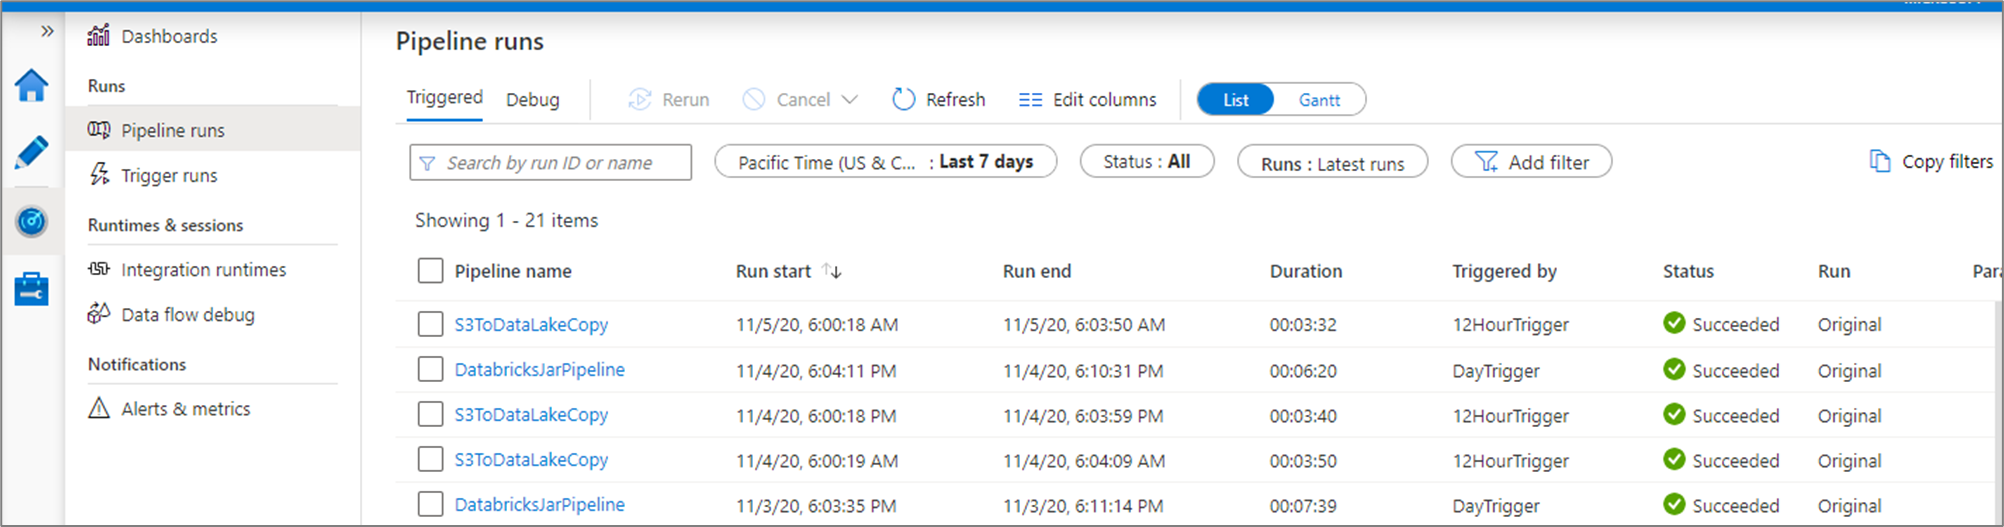 Dashboards
Runs
Pipeline runs
Trigger runs
Runtimes & sessions
Integration runtimes
Data flow debug
Notifications
Alerts & metrics
Pipeline runs
Triggered Debug Rerun Cancel Refresh Edit columns List Gantt
Search by run ID or name Pacific Time (US & C... : Last 7 days Status : All Runs : Latest runs Add filter Copy filters
Showing 1 - 21 items
Pipeline name Run start Run end Duration Triggered by Status Run Para
S3ToDataLakeCopy 11/5/20, 6:00:18 AM 11/5/20, 6:03:50 AM 00:03:32 12HourTrigger Succeeded Original
DatabricksJarPipeline 11/4/20, 6:04:11 PM 11/4/20, 6:10:31 PM 00:06:20 DayTrigger Succeeded Original
S3ToDataLakeCopy 11/4/20, 6:00:18 PM 11/4/20, 6:03:59 PM 00:03:40 12HourTrigger Succeeded Original
S3ToDataLakeCopy 11/4/20, 6:00:19 AM 11/4/20, 6:04:09 AM 00:03:50 12HourTrigger Succeeded Original
DatabricksJarPipeline 11/3/20, 6:03:35 PM 11/3/20, 6:11:14 PM 00:07:39 DayTrigger Succeeded Original